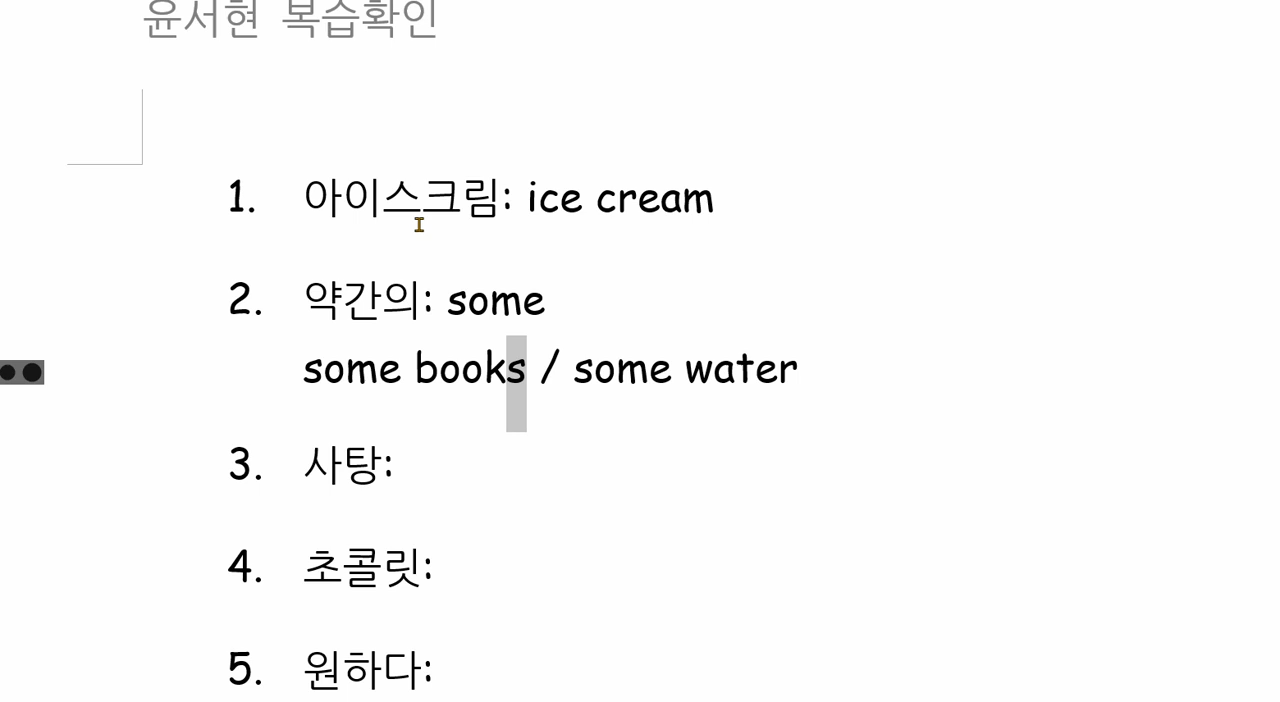 윤서현 복습확인
1. 아이스크림: ice cream
2. 약간의: some
some books / some water
3. 사탕:
4. 초콜릿:
5. 원하다: